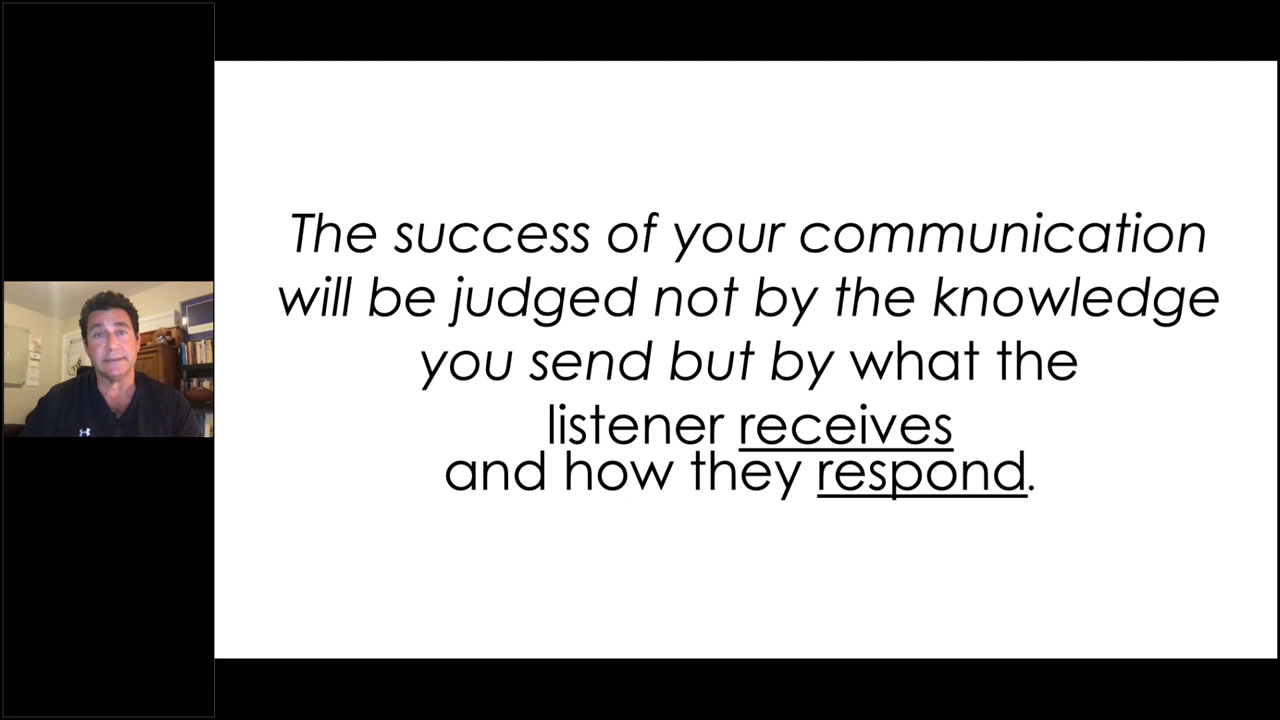 The success of your communication
will be judged not by the knowledge
you send but by what the
listener receives
and how they respond.